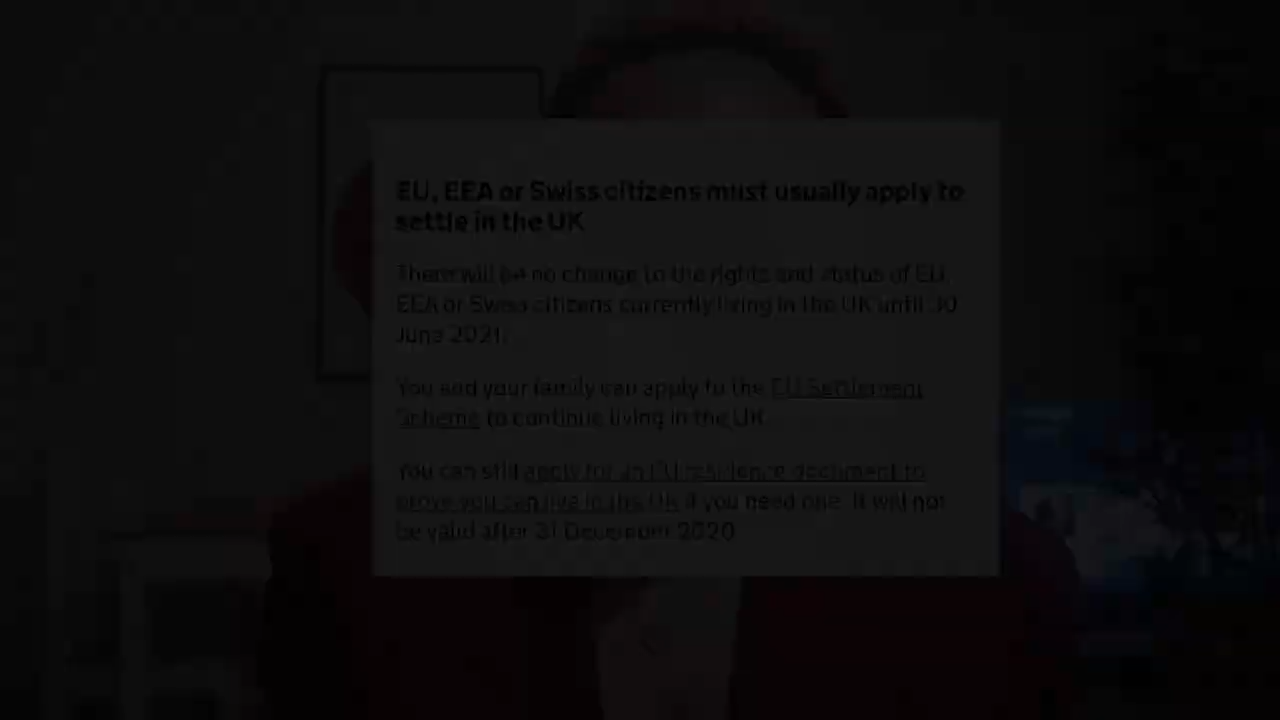 EU, EEA or Swiss citizens must usually apply to
settle in the UK
There will be no change to the rights and status of EU,
EEA or Swiss citizens currently living in the UK until 30
June 2021.
You and your family can apply to the EU Settlement
Scheme to continue living in the UK.
You can still apply for an EU residence document to
prove you can live in the UK if you need one. It will not
be valid after 31 December 2020